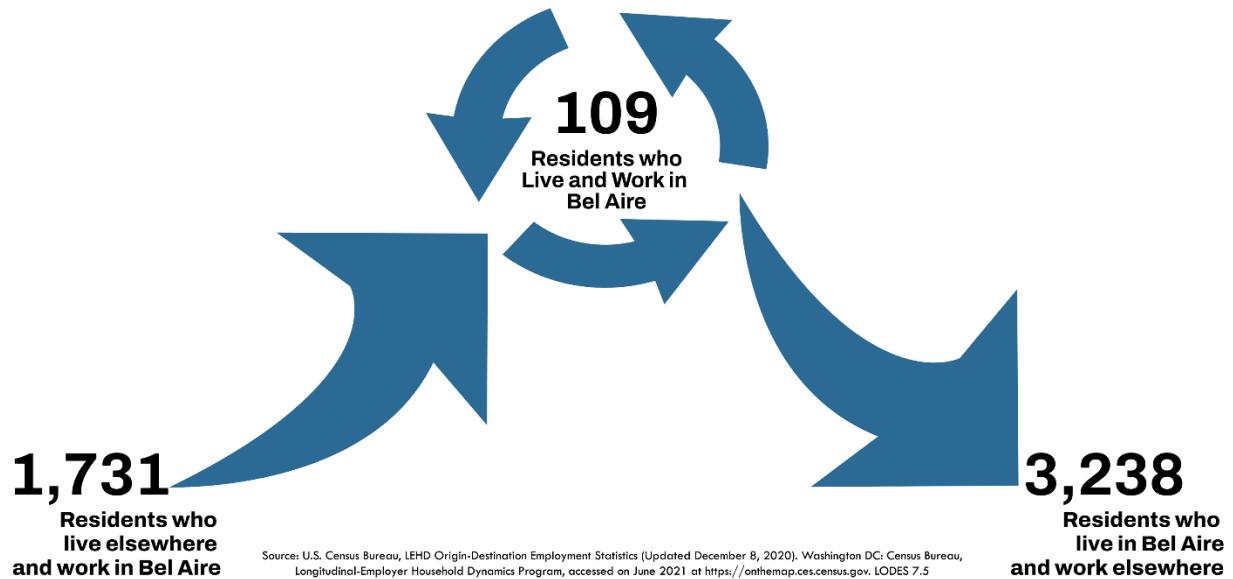 109
Residents who
Live and Work in
Bel Aire
1,731
Residents who
live elsewhere
and work in Bel Aire
3,238
Residents who
live in Bel Aire
and work elsewhere
Source: U.S. Census Bureau, LEHD Origin-Destination Employment Statistics (Updated December 8, 2020). Washington DC: Census Bureau,
Longitudinal-Employer Household Dynamics Program, accessed on June 2021 at https://onthemap.ces.census.gov. LODES 7.5